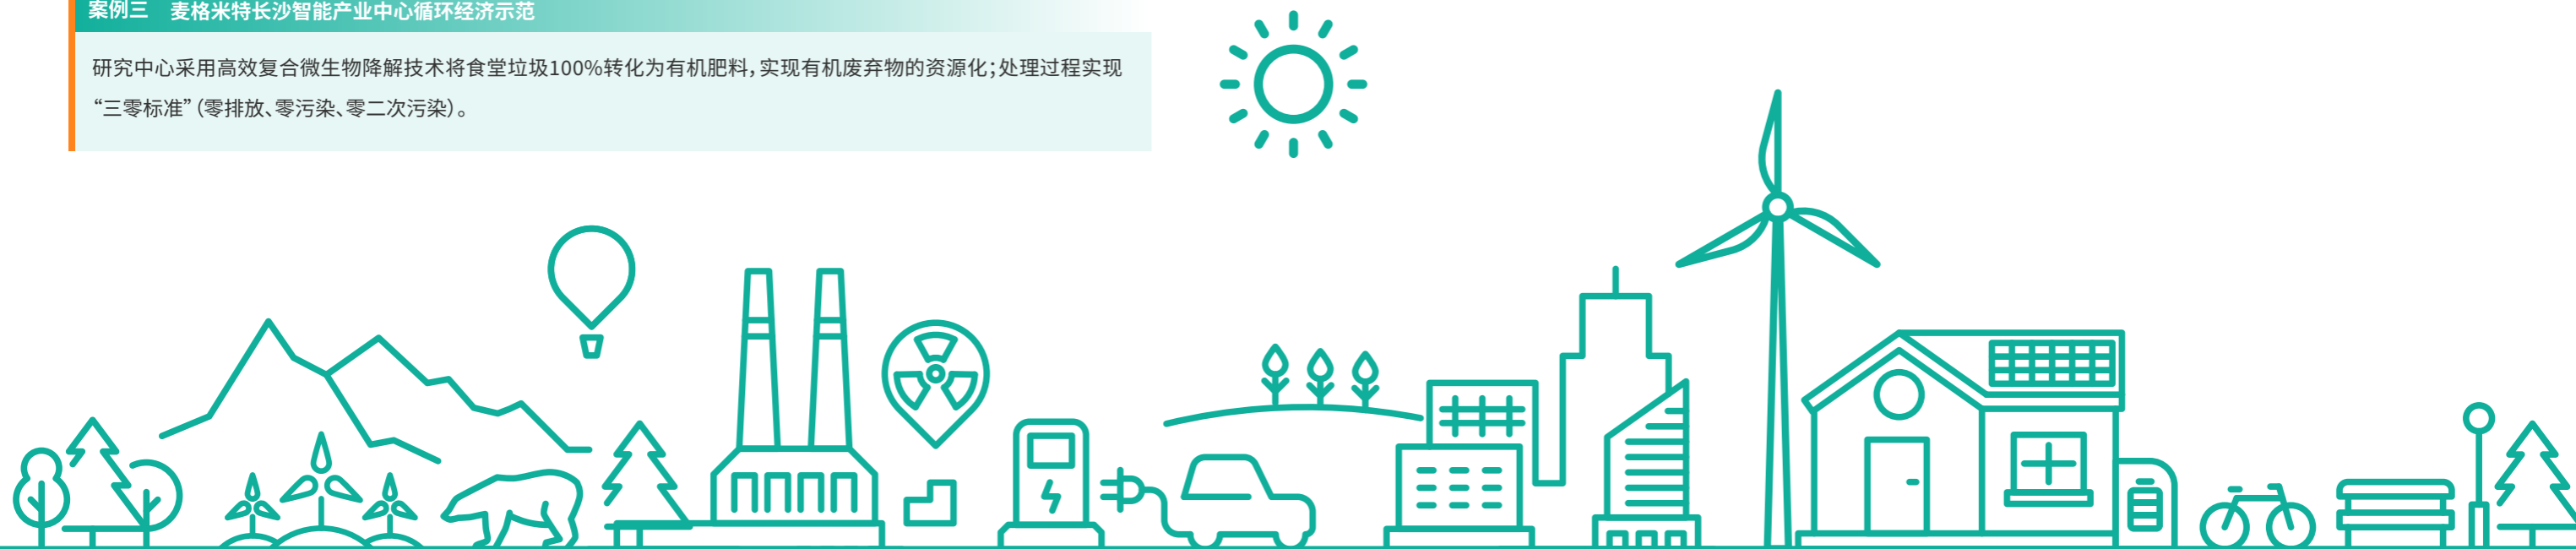 案例三 麦格米特长沙智能产业中心循环经济示范
研究中心采用高效复合微生物降解技术将食堂垃圾100%转化为有机肥料，实现有机废弃物的资源化；处理过程实现
“三零标准”（零排放、零污染、零二次污染）。